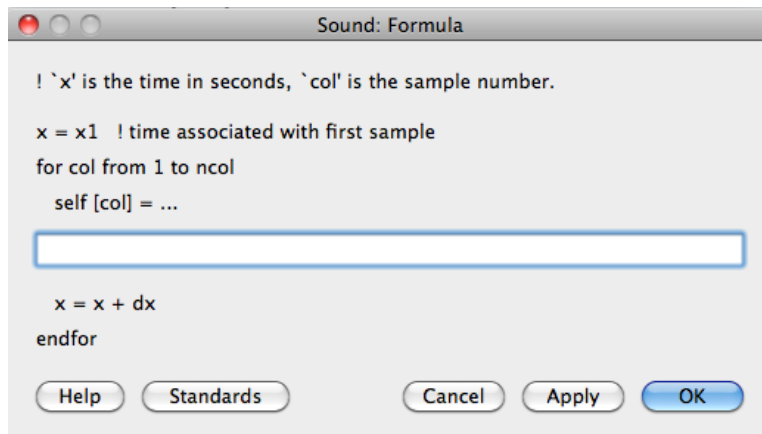 Sound: Formula
! `x' is the time in seconds, `col' is the sample number.
x = x1 ! time associated with first sample
for col from 1 to ncol
self [col] = ...
x = x + dx
endfor
Help Standards Cancel Apply OK